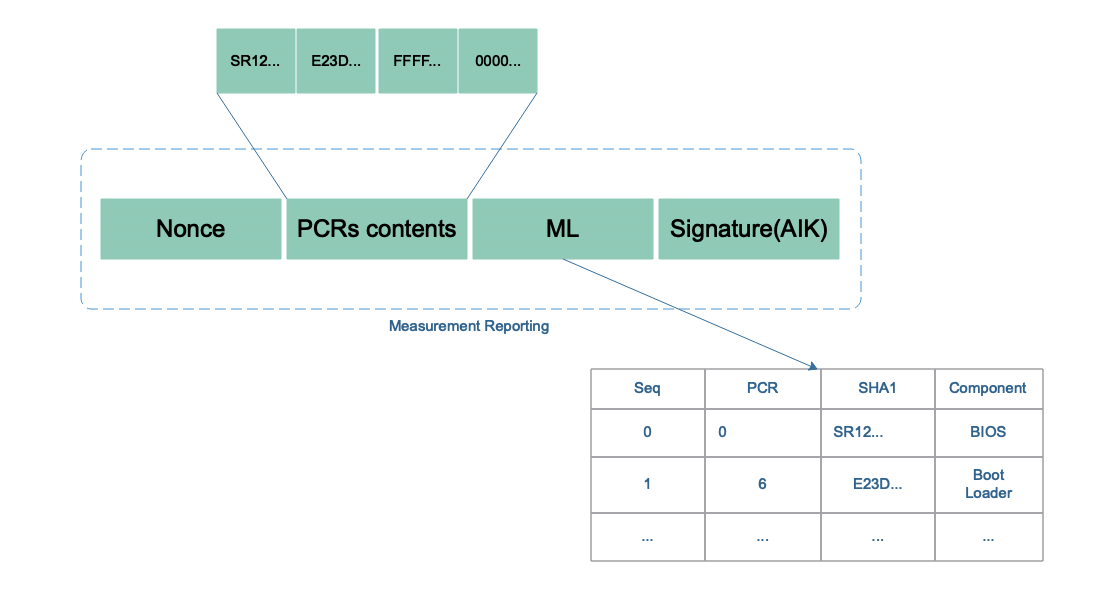 SR12... E23D... FFFF... 0000...
Nonce PCRs contents ML Signature(AIK)
Measurement Reporting
Seq PCR SHA1 Component
0 0 SR12... BIOS
1 6 E23D... Boot
Loader
... ... ... ...